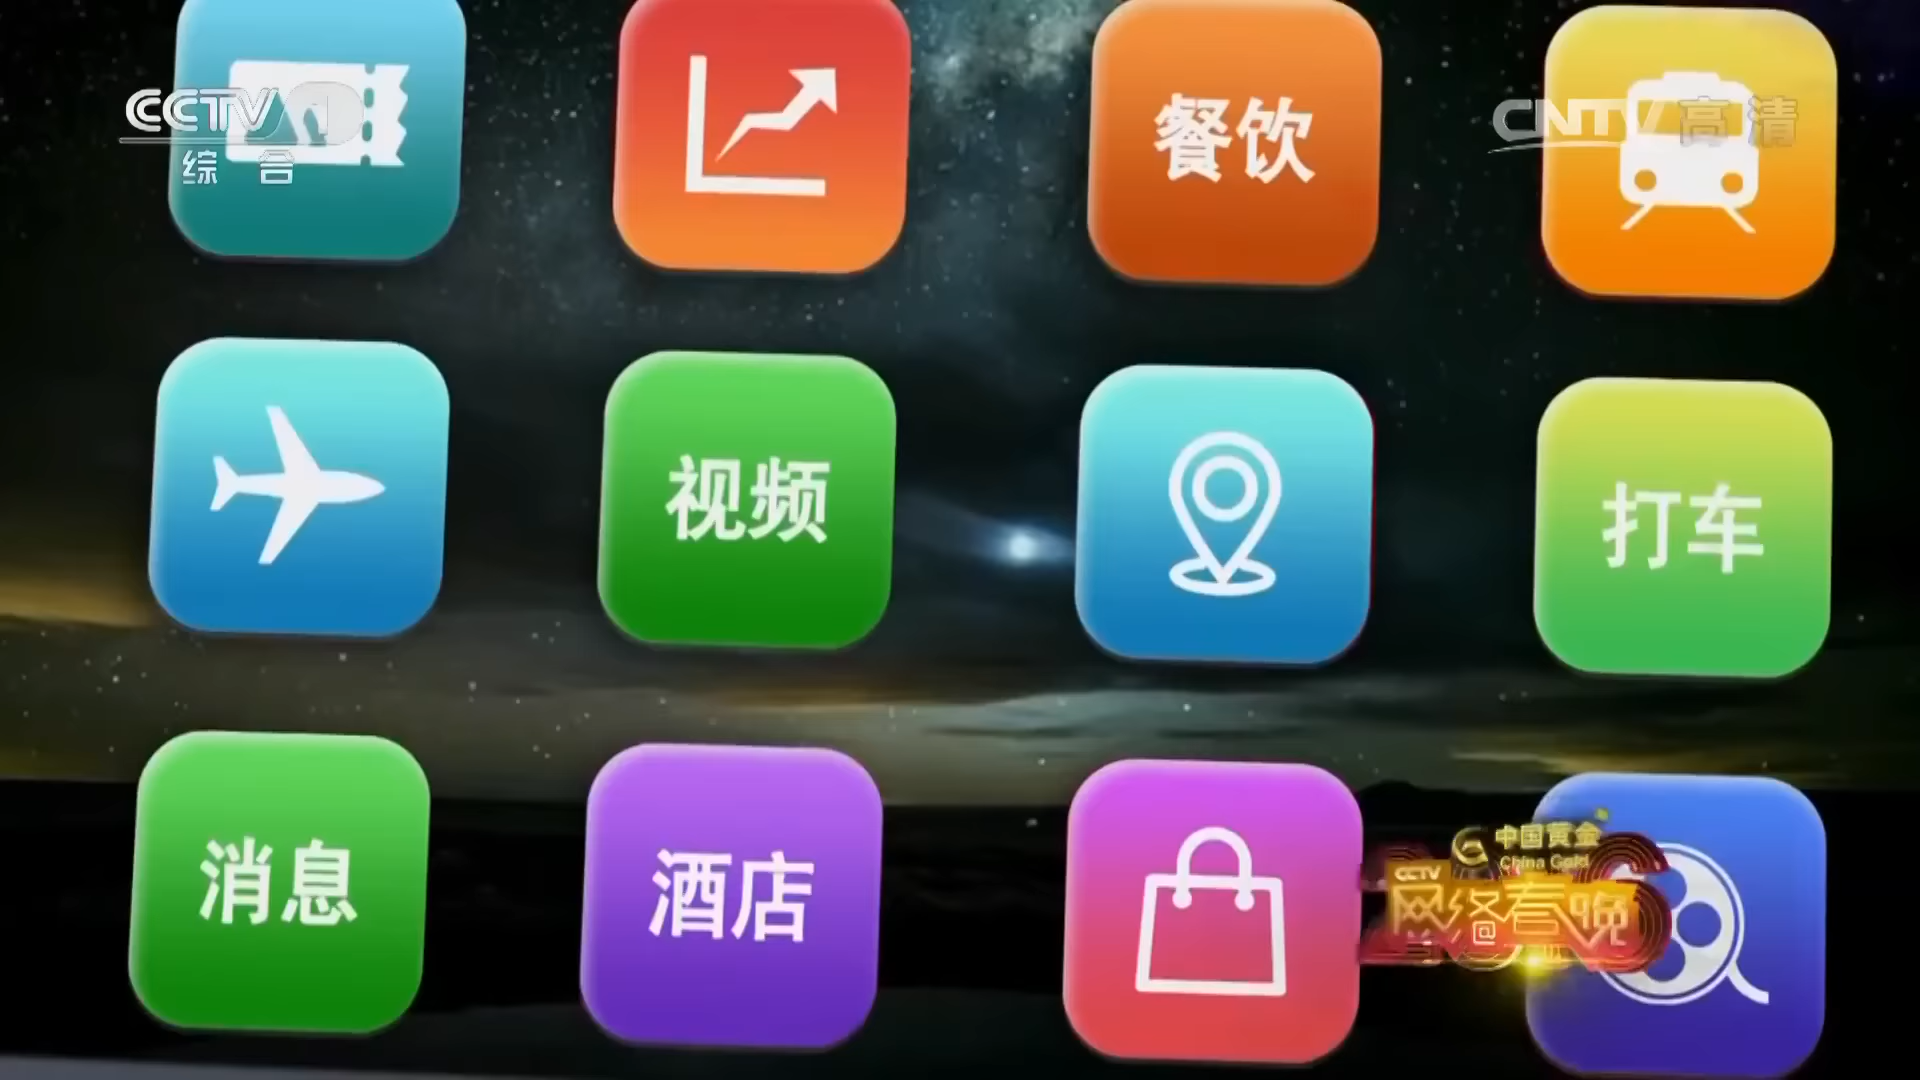 CCTV 1
综合
CNTV 高清
餐饮
视频
打车
消息
酒店
中国黄金
China Gold
CCTV
网络春晚
@